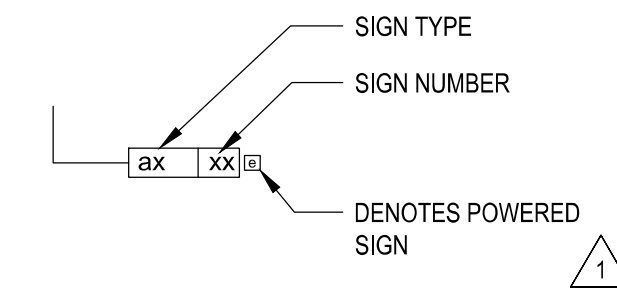 SIGN TYPE
SIGN NUMBER
ax xx e
DENOTES POWERED
SIGN
1